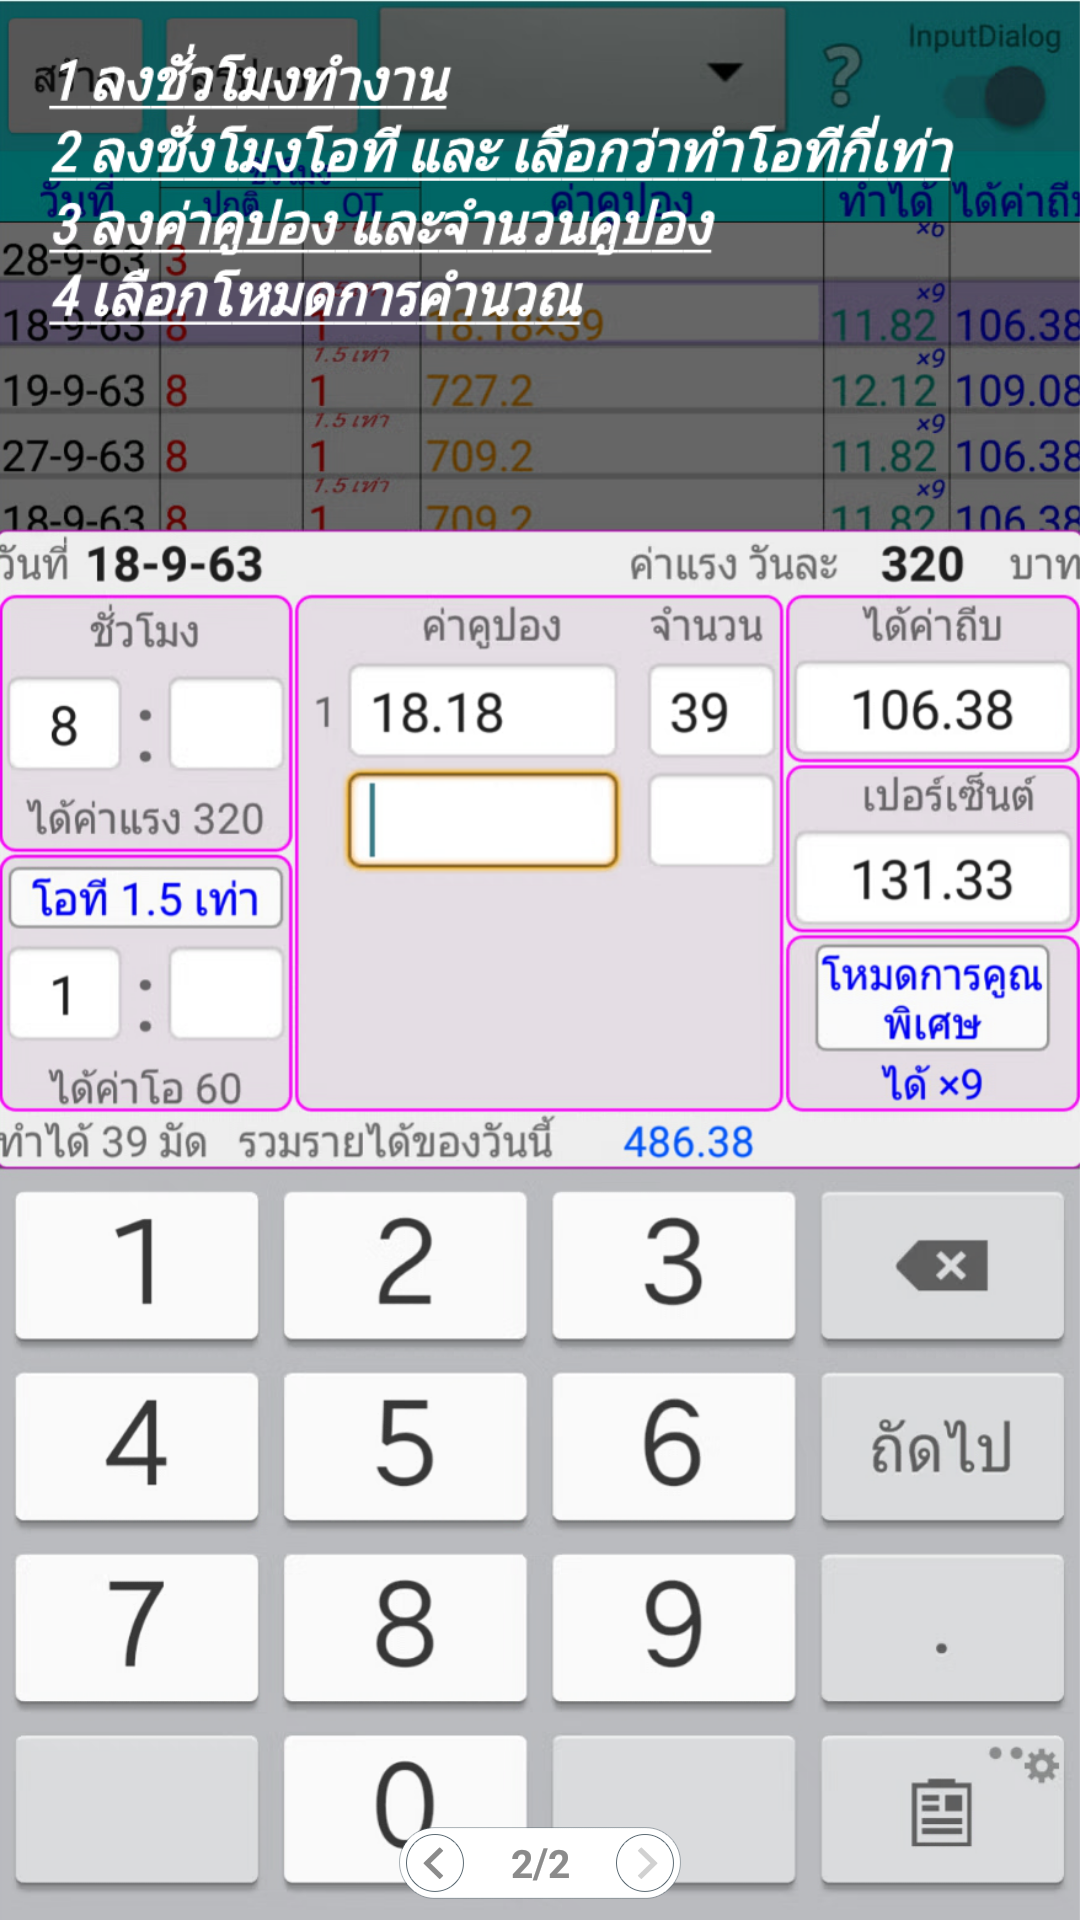 InputDialog
1 ลงชั่วโมงทำงาน
2 ลงชั่งโมงโอที และ เลือกว่าทำโอทีกี่เท่า
3 ลงค่าคูปอง และจำนวนคูปอง
4 เลือกโหมดการคำนวณ
?
วันที่ ชั่วโมง ปกติ OT ค่าคูปอง ทำได้ ได้ค่าถีบ
28-9-63 3 ×6
18-9-63 8 1 18.18×39 ×9 11.82 106.38
19-9-63 8 1.5 เท่า 1 727.2 ×9 12.12 109.08
27-9-63 8 1.5 เท่า 1 709.2 ×9 11.82 106.38
18-9-63 8 1.5 เท่า 1 709.2 ×9 11.82 106.38
วันที่ 18-9-63 ค่าแรง วันละ 320 บาท
ชั่วโมง ค่าคูปอง จำนวน ได้ค่าถีบ
8 : 1 18.18 39 106.38
ได้ค่าแรง 320 เปอร์เซ็นต์
โอที 1.5 เท่า 131.33
1 : โหมดการคูณ
พิเศษ
ได้ค่าโอ 60 ได้ ×9
ทำได้ 39 มัด รวมรายได้ของวันนี้ 486.38
1 2 3
4 5 6 ถัดไป
7 8 9 .
0
2/2